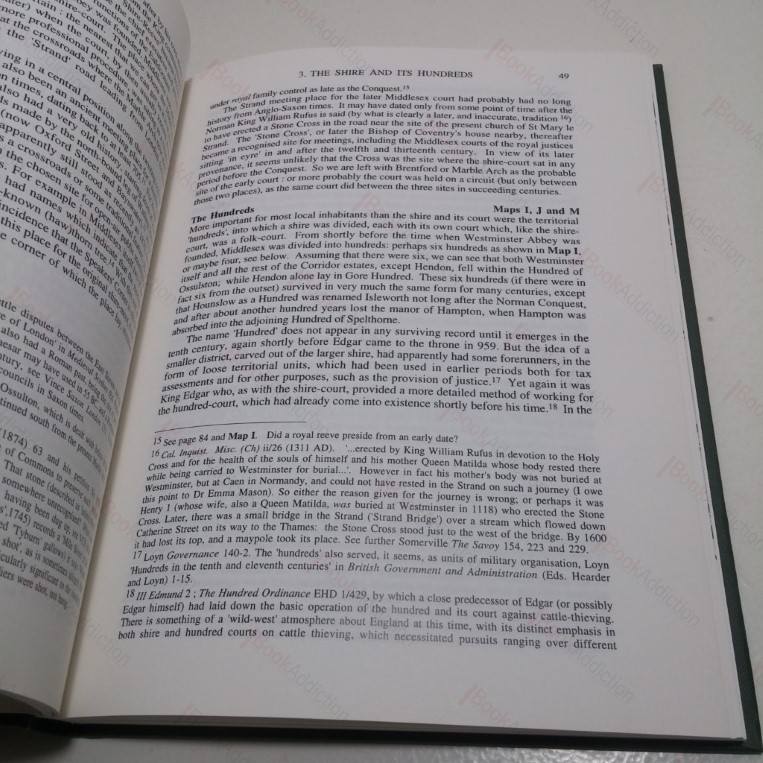 3. THE SHIRE AND ITS HUNDREDS 49
under royal family control as late as the Conquest.15
The Strand meeting place for the later Middlesex court had probably had no long
history from Anglo-Saxon times. It may have dated only from some point of time after the
Norman King William Rufus is said (by what is clearly a later, and inaccurate, tradition 16)
to have erected a Stone Cross in the road near the site of the present church of St Mary le
Strand. The 'Stone Cross', or later the Bishop of Coventry's house nearby, thereafter
became a recognised site for meetings, including the Middlesex courts of the royal justices
sitting 'in eyre' in and after the twelfth and thirteenth century. In view of its later
provenance, it seems unlikely that the Cross was the site where the shire-court sat in any
period before the Conquest. So we are left with Brentford or Marble Arch as the probable
site of the early court : or more probably the court was held on a circuit (but only between
those two places), as the same court did between the three sites in succeeding centuries.
The Hundreds Maps I, J and M
More important for most local inhabitants than the shire and its court were the territorial
'hundreds', into which a shire was divided, each with its own court which, like the shire-
court, was a folk-court. From shortly before the time when Westminster Abbey was
founded, Middlesex was divided into hundreds: perhaps six hundreds as shown in Map I,
or maybe four, see below. Assuming that there were six, we can see that both Westminster
itself and all the rest of the Corridor estates, except Hendon, fell within the Hundred of
Ossulston; while Hendon alone lay in Gore Hundred. These six hundreds (if there were in
fact six from the outset) survived in very much the same form for many centuries, except
that Hounslow as a Hundred was renamed Isleworth not long after the Norman Conquest,
and after about another hundred years lost the manor of Hampton, when Hampton was
absorbed into the adjoining Hundred of Spelthorne.
The name 'Hundred' does not appear in any surviving record until it emerges in the
tenth century, again shortly before Edgar came to the throne in 959. But the idea of a
smaller district, carved out of the larger shire, had apparently had some forerunners, in the
form of loose territorial units, which had been used in earlier periods both for tax
assessments and for other purposes, such as the provision of justice.17 Yet again it was
King Edgar who, as with the shire-court, provided a more detailed method of working for
the hundred-court, which had already come into existence shortly before his time.18 In the
15 See page 84 and Map I. Did a royal reeve preside from an early date?
16 Cal. Inquist. Misc. (Ch) ii/26 (1311 AD). '...erected by King William Rufus in devotion to the Holy
Cross and for the health of the souls of himself and his mother Queen Matilda whose body rested there
while being carried to Westminster for burial...'. However in fact his mother's body was not buried at
Westminster, but at Caen in Normandy, and could not have rested in the Strand on such a journey (I owe
this point to Dr Emma Mason). So either the reason given for the journey is wrong; or perhaps it was
Henry 1 (whose wife, also a Queen Matilda, was buried at Westminster in 1118) who erected the Stone
Cross. Later, there was a small bridge in the Strand ('Strand Bridge') over a stream which flowed down
Catherine Street on its way to the Thames: the Stone Cross stood just to the west of the bridge. By 1600
it had lost its top, and a maypole took its place. See further Somerville The Savoy 154, 223 and 229.
17 Loyn Governance 140-2. The 'hundreds' also served, it seems, as units of military organisation, Loyn
'Hundreds in the tenth and eleventh centuries' in British Government and Administration (Eds. Hearder
and Loyn) 1-15.
18 III Edmund 2 ; The Hundred Ordinance EHD 1/429, by which a close predecessor of Edgar (or possibly
Edgar himself) had laid down the basic operation of the hundred and its court against cattle-thieving.
There is something of a 'wild-west' atmosphere about England at this time, with its distinct emphasis in
both shire and hundred courts on cattle thieving, which necessitated pursuits ranging over different